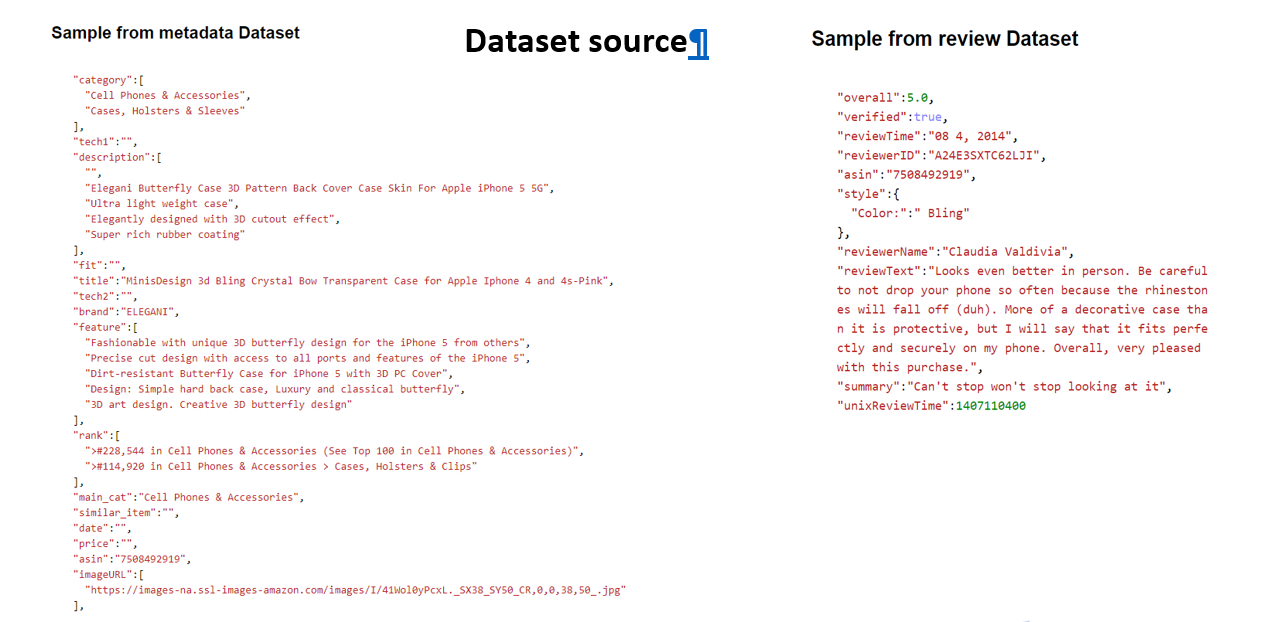 Sample from metadata Dataset
Dataset source¶
Sample from review Dataset
"category":[
"Cell Phones & Accessories",
"Cases, Holsters & Sleeves"
],
"tech1":"",
"description":[
"",
"Elegani Butterfly Case 3D Pattern Back Cover Case Skin For Apple iPhone 5 5G",
"Ultra light weight case",
"Elegantly designed with 3D cutout effect",
"Super rich rubber coating"
],
"fit":"",
"title":"MinisDesign 3d Bling Crystal Bow Transparent Case for Apple Iphone 4 and 4s-Pink",
"tech2":"",
"brand":"ELEGANI",
"feature":[
"Fashionable with unique 3D butterfly design for the iPhone 5 from others",
"Precise cut design with access to all ports and features of the iPhone 5",
"Dirt-resistant Butterfly Case for iPhone 5 with 3D PC Cover",
"Design: Simple hard back case, Luxury and classical butterfly",
"3D art design. Creative 3D butterfly design"
],
"rank":[
">#228,544 in Cell Phones & Accessories (See Top 100 in Cell Phones & Accessories)",
">#114,920 in Cell Phones & Accessories > Cases, Holsters & Clips"
],
"main_cat":"Cell Phones & Accessories",
"similar_item":"",
"date":"",
"price":"",
"asin":"7508492919",
"imageURL":[
"https://images-na.ssl-images-amazon.com/images/I/41Wol0yPcxL._SX38_SY50_CR,0,0,38,50_.jpg"
],
"overall":5.0,
"verified":true,
"reviewTime":"08 4, 2014",
"reviewerID":"A24E3SXTC62LJI",
"asin":"7508492919",
"style":{
"Color:":" Bling"
},
"reviewerName":"Claudia Valdivia",
"reviewText":"Looks even better in person. Be careful
to not drop your phone so often because the rhineston
es will fall off (duh). More of a decorative case tha
n it is protective, but I will say that it fits perfe
ctly and securely on my phone. Overall, very pleased
with this purchase.",
"summary":"Can't stop won't stop looking at it",
"unixReviewTime":1407110400